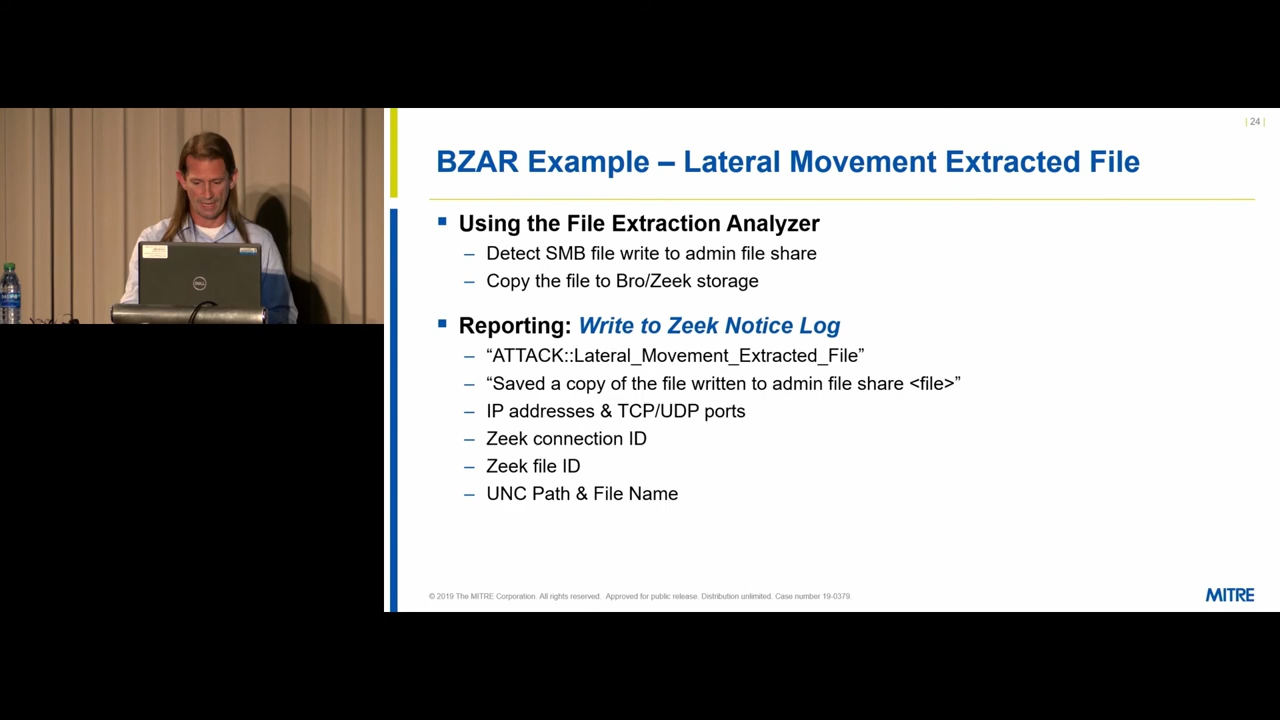 | 24 |
BZAR Example – Lateral Movement Extracted File
Using the File Extraction Analyzer
– Detect SMB file write to admin file share
– Copy the file to Bro/Zeek storage
Reporting: Write to Zeek Notice Log
– “ATTACK::Lateral_Movement_Extracted_File”
– “Saved a copy of the file written to admin file share <file>”
– IP addresses & TCP/UDP ports
– Zeek connection ID
– Zeek file ID
– UNC Path & File Name
© 2019 The MITRE Corporation. All rights reserved. Approved for public release. Distribution unlimited. Case number 19-0379
MITRE
DELL